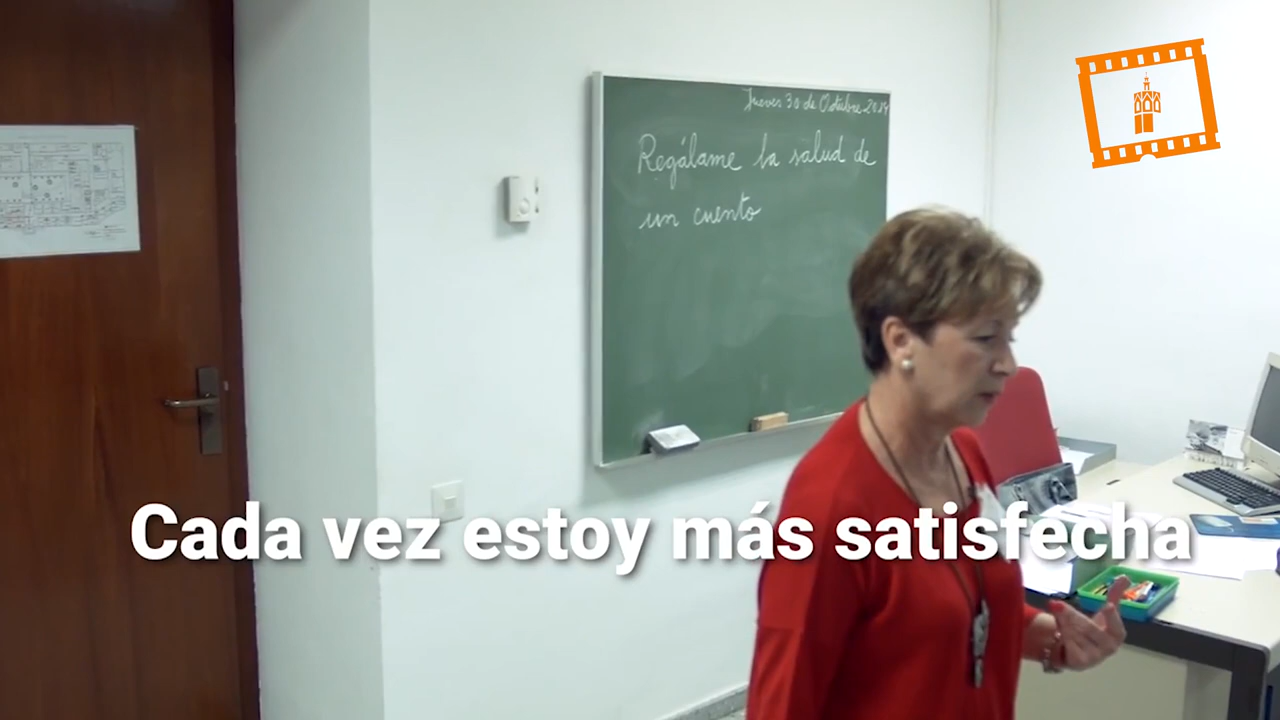 Jueves 30 de Octubre 2014
Regálame la salud de
un cuento
Cada vez estoy más satisfecha